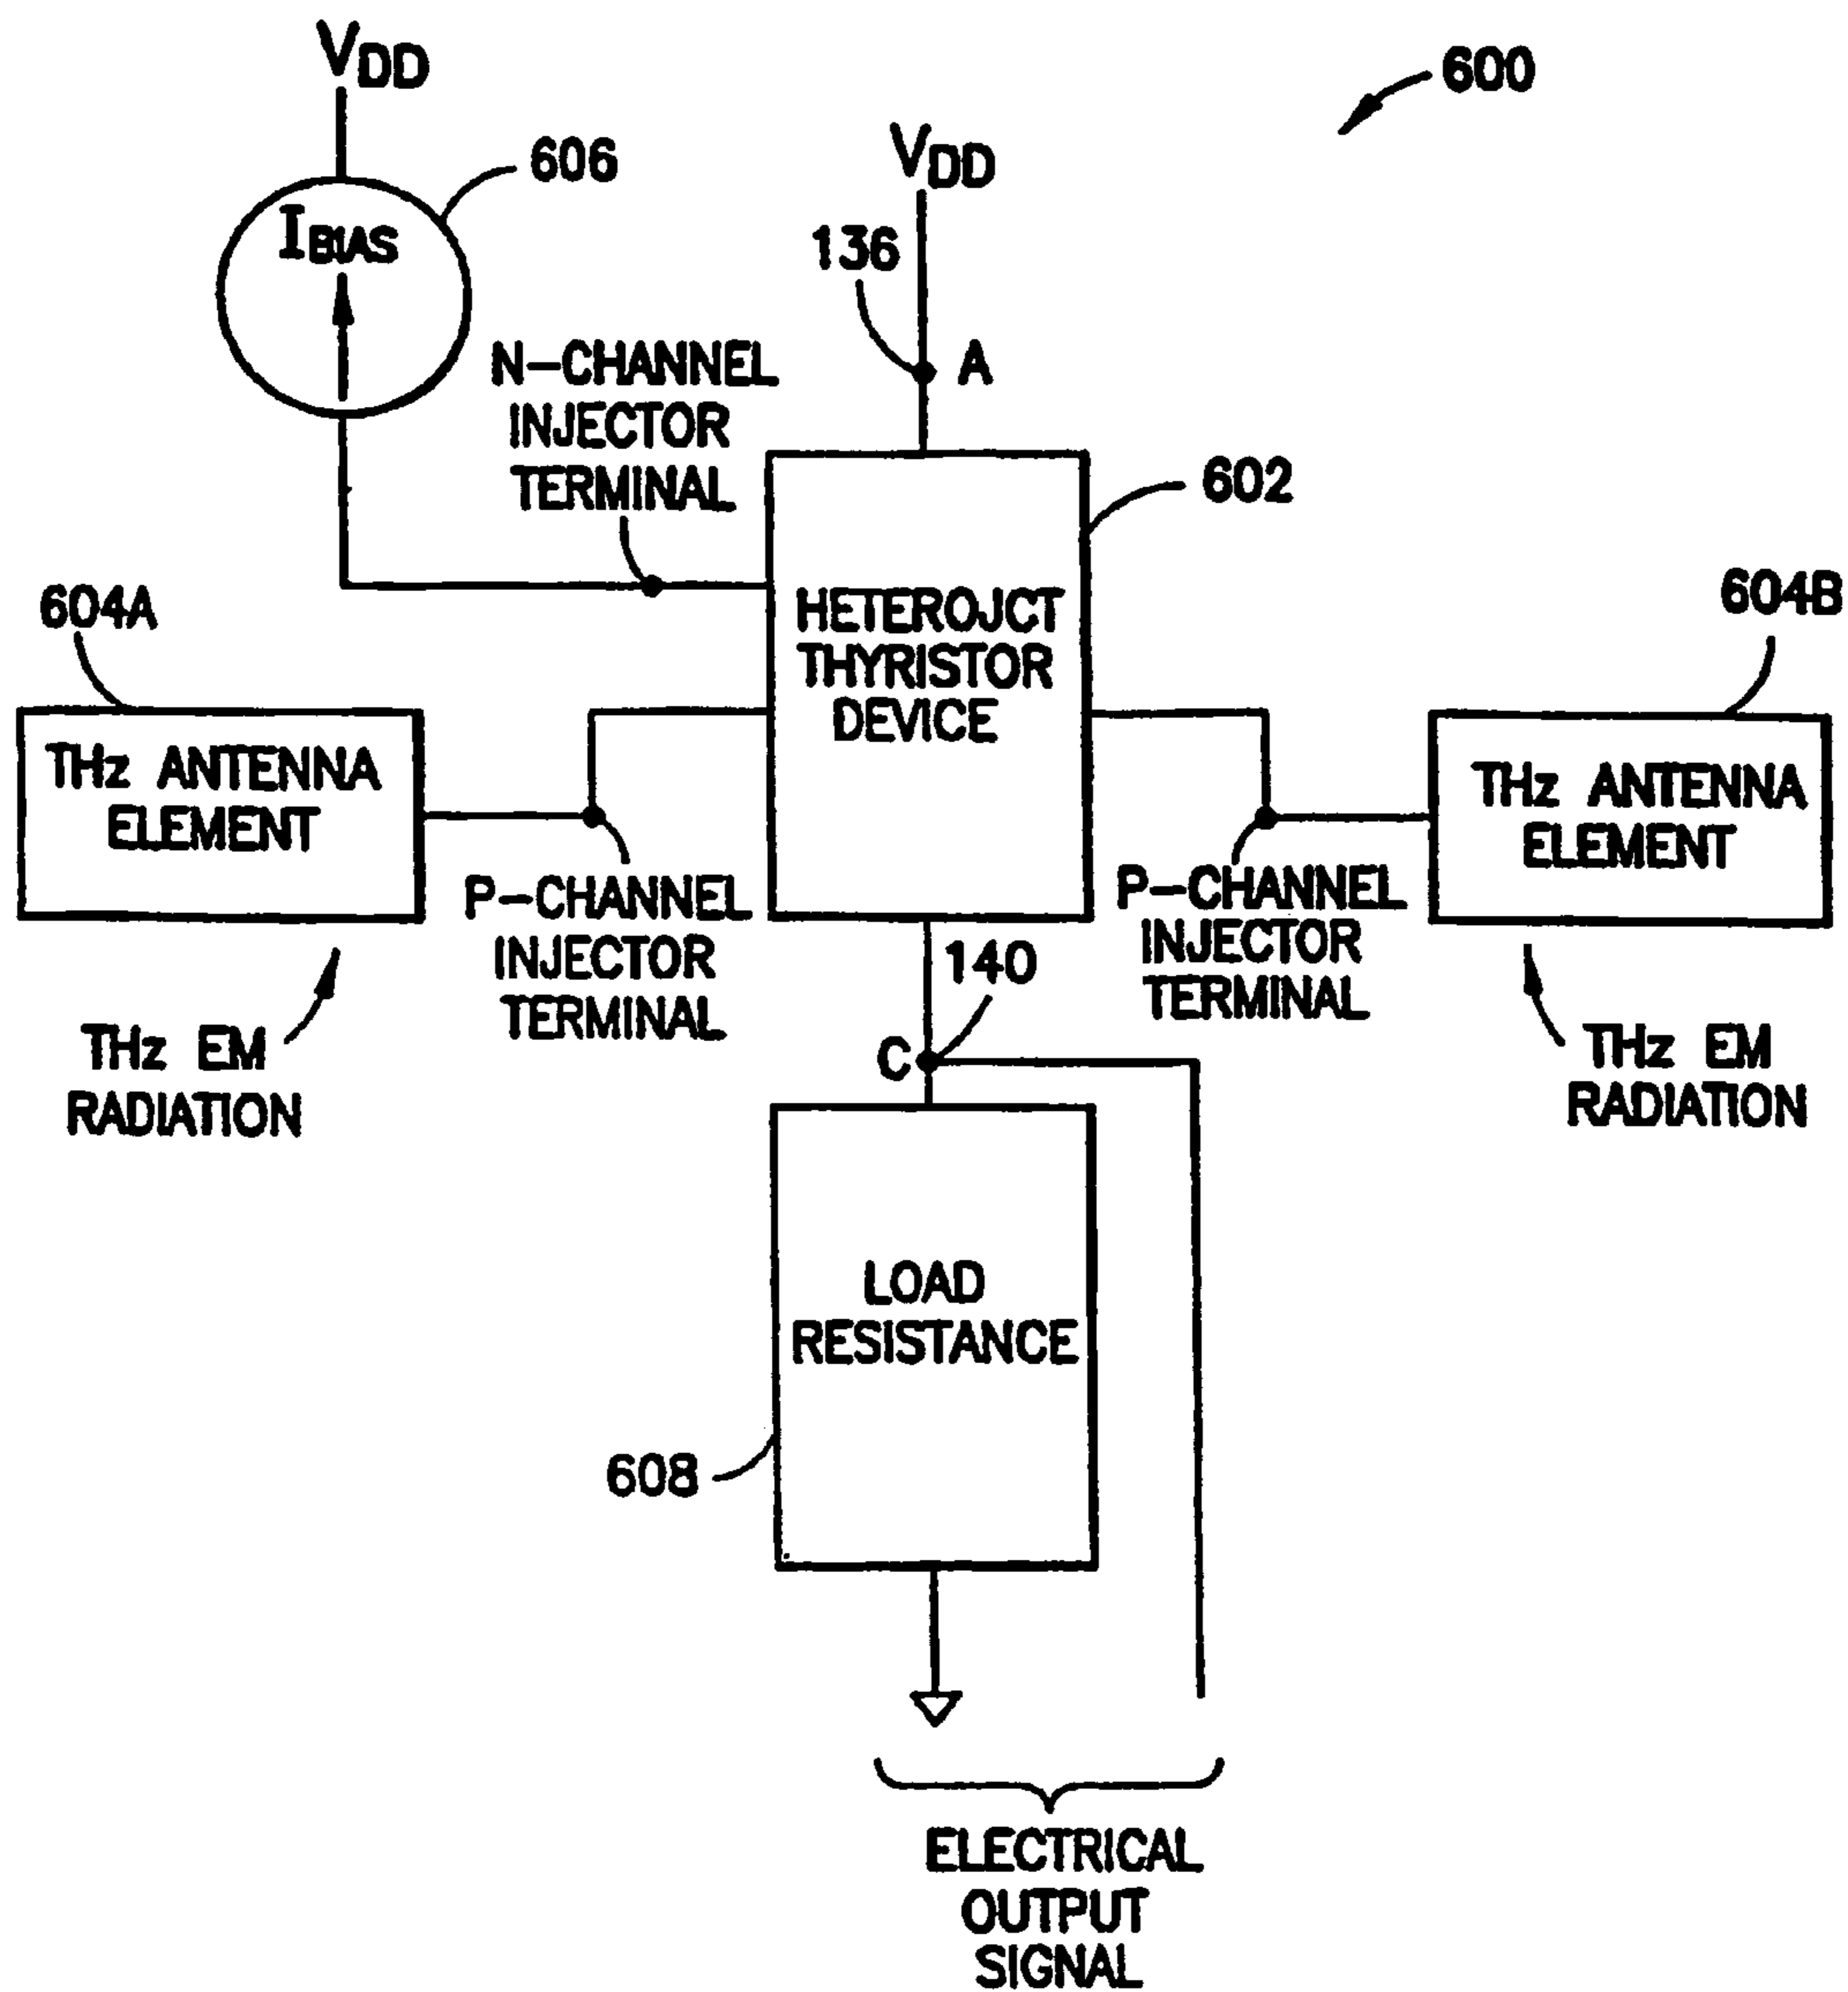 VDD
600
606
IBIAS
VDD
136
A
N-CHANNEL
INJECTOR
TERMINAL
602
604A
604B
HETEROJCT
THYRISTOR
DEVICE
THz ANTENNA
ELEMENT
THz ANTENNA
ELEMENT
P-CHANNEL
INJECTOR
TERMINAL
P-CHANNEL
INJECTOR
TERMINAL
140
C
THz EM
RADIATION
THz EM
RADIATION
LOAD
RESISTANCE
608
ELECTRICAL
OUTPUT
SIGNAL